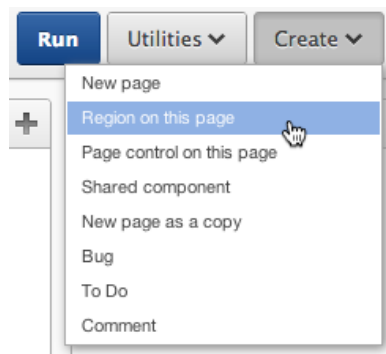 Run Utilities Create
New page
Region on this page
Page control on this page
Shared component
New page as a copy
Bug
To Do
Comment